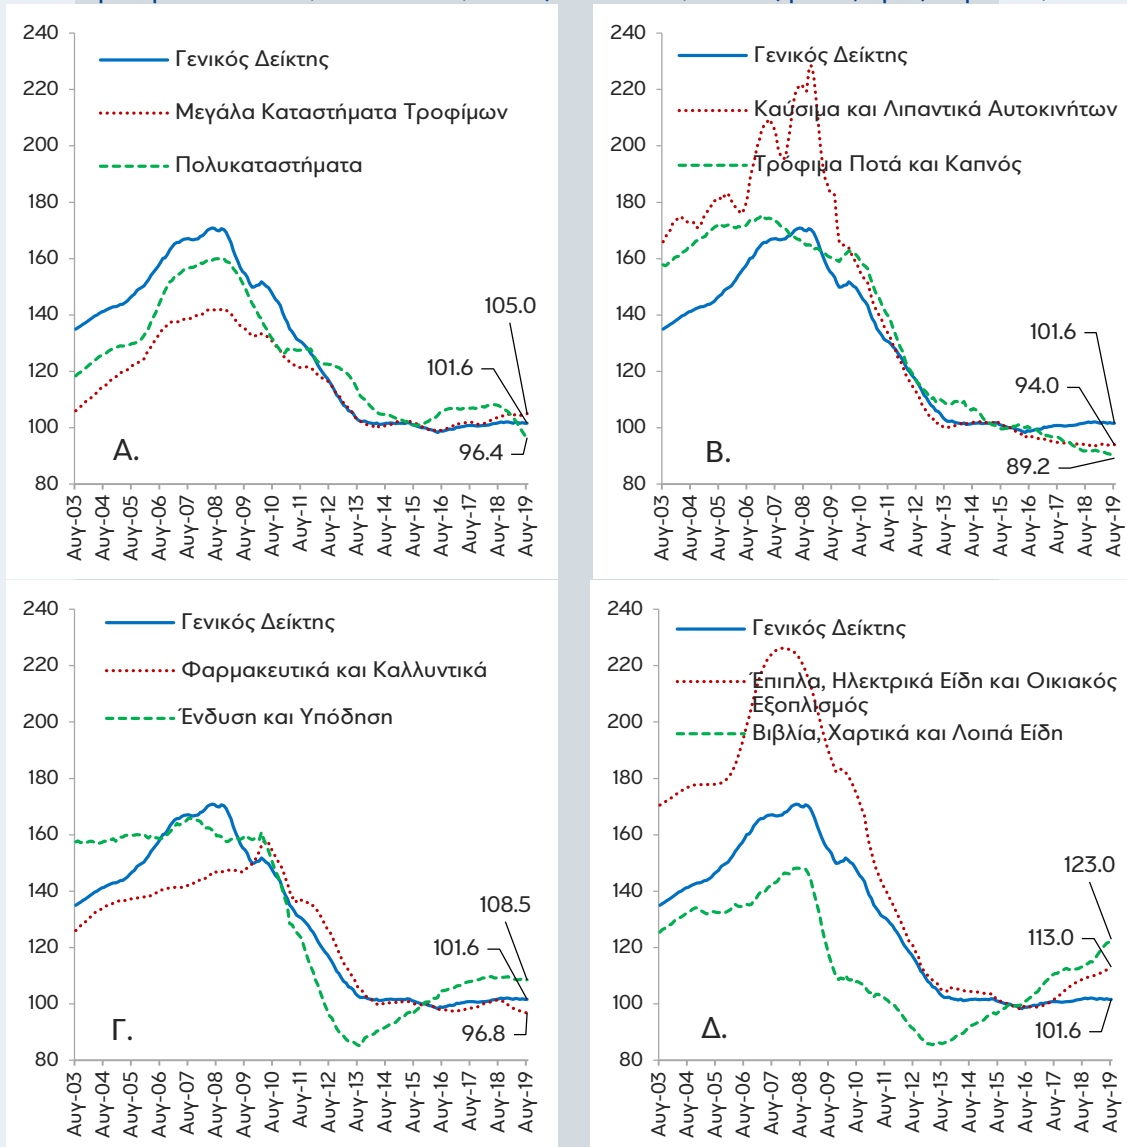 240
220
200
180
160
140
120
100
80
Γενικός Δείκτης
Μεγάλα Καταστήματα Τροφίμων
Πολυκαταστήματα
105.0
101.6
96.4
Α.
Αυγ-03
Αυγ-04
Αυγ-05
Αυγ-06
Αυγ-07
Αυγ-08
Αυγ-09
Αυγ-10
Αυγ-11
Αυγ-12
Αυγ-13
Αυγ-14
Αυγ-15
Αυγ-16
Αυγ-17
Αυγ-18
Αυγ-19
240
220
200
180
160
140
120
100
80
Γενικός Δείκτης
Καύσιμα και Λιπαντικά Αυτοκινήτων
Τρόφιμα Ποτά και Καπνός
101.6
94.0
89.2
Β.
Αυγ-03
Αυγ-04
Αυγ-05
Αυγ-06
Αυγ-07
Αυγ-08
Αυγ-09
Αυγ-10
Αυγ-11
Αυγ-12
Αυγ-13
Αυγ-14
Αυγ-15
Αυγ-16
Αυγ-17
Αυγ-18
Αυγ-19
240
220
200
180
160
140
120
100
80
Γενικός Δείκτης
Φαρμακευτικά και Καλλυντικά
Ένδυση και Υπόδηση
108.5
101.6
96.8
Γ.
Αυγ-03
Αυγ-04
Αυγ-05
Αυγ-06
Αυγ-07
Αυγ-08
Αυγ-09
Αυγ-10
Αυγ-11
Αυγ-12
Αυγ-13
Αυγ-14
Αυγ-15
Αυγ-16
Αυγ-17
Αυγ-18
Αυγ-19
240
220
200
180
160
140
120
100
80
Γενικός Δείκτης
Έπιπλα, Ηλεκτρικά Είδη και Οικιακός
Εξοπλισμός
Βιβλία, Χαρτικά και Λοιπά Είδη
123.0
113.0
101.6
Δ.
Αυγ-03
Αυγ-04
Αυγ-05
Αυγ-06
Αυγ-07
Αυγ-08
Αυγ-09
Αυγ-10
Αυγ-11
Αυγ-12
Αυγ-13
Αυγ-14
Αυγ-15
Αυγ-16
Αυγ-17
Αυγ-18
Αυγ-19